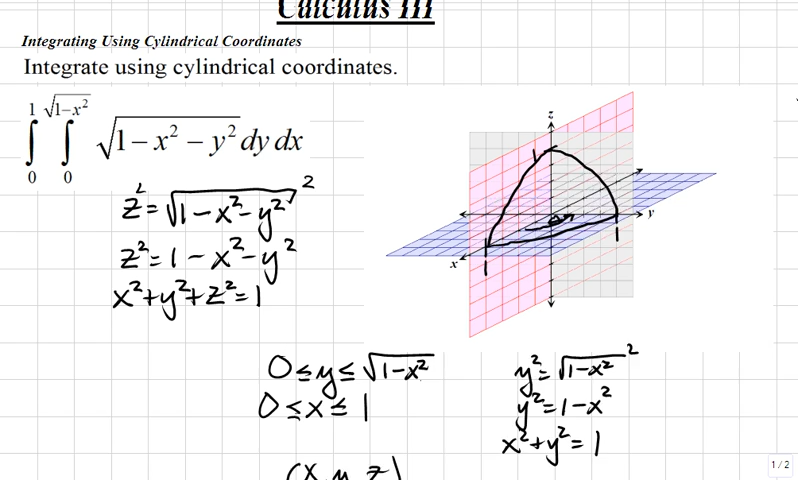 Calculus III
Integrating Using Cylindrical Coordinates
Integrate using cylindrical coordinates.
∫₀¹ ∫₀^√(1−x²) √(1 − x² − y²) dy dx
z² = √(1 − x² − y²)²
z² = 1 − x² − y²
x² + y² + z² = 1
z
1
y
1
x
1
0 ≤ y ≤ √(1−x²)
0 ≤ x ≤ 1
y² = √(1−x²)²
y² = 1 − x²
x² + y² = 1
(x, y, z)
1 / 2